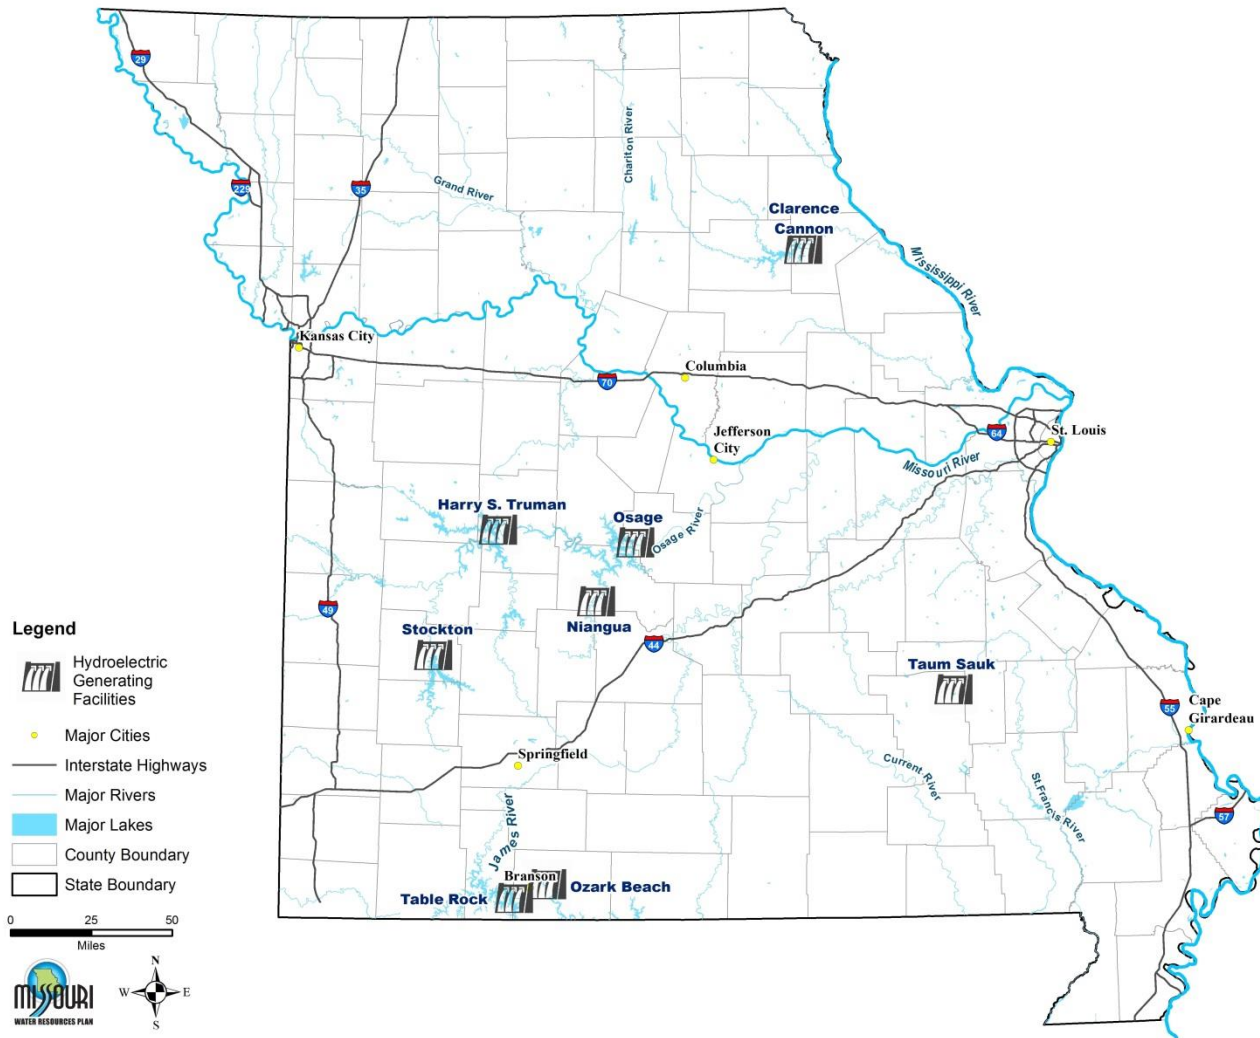 29
229
35
Grand River
Chariton River
Clarence
Cannon
Mississippi River
Kansas City
Columbia
70
Jefferson
City
64
St. Louis
Missouri River
Harry S. Truman
Osage
Osage River
49
Niangua
44
Stockton
Taum Sauk
55
Cape
Girardeau
Springfield
Current River
St.Francis River
57
James River
Branson
Table Rock
Ozark Beach
Legend
Hydroelectric
Generating
Facilities
Major Cities
Interstate Highways
Major Rivers
Major Lakes
County Boundary
State Boundary
0 25 50
Miles
MISSOURI
WATER RESOURCES PLAN
N
W E
S